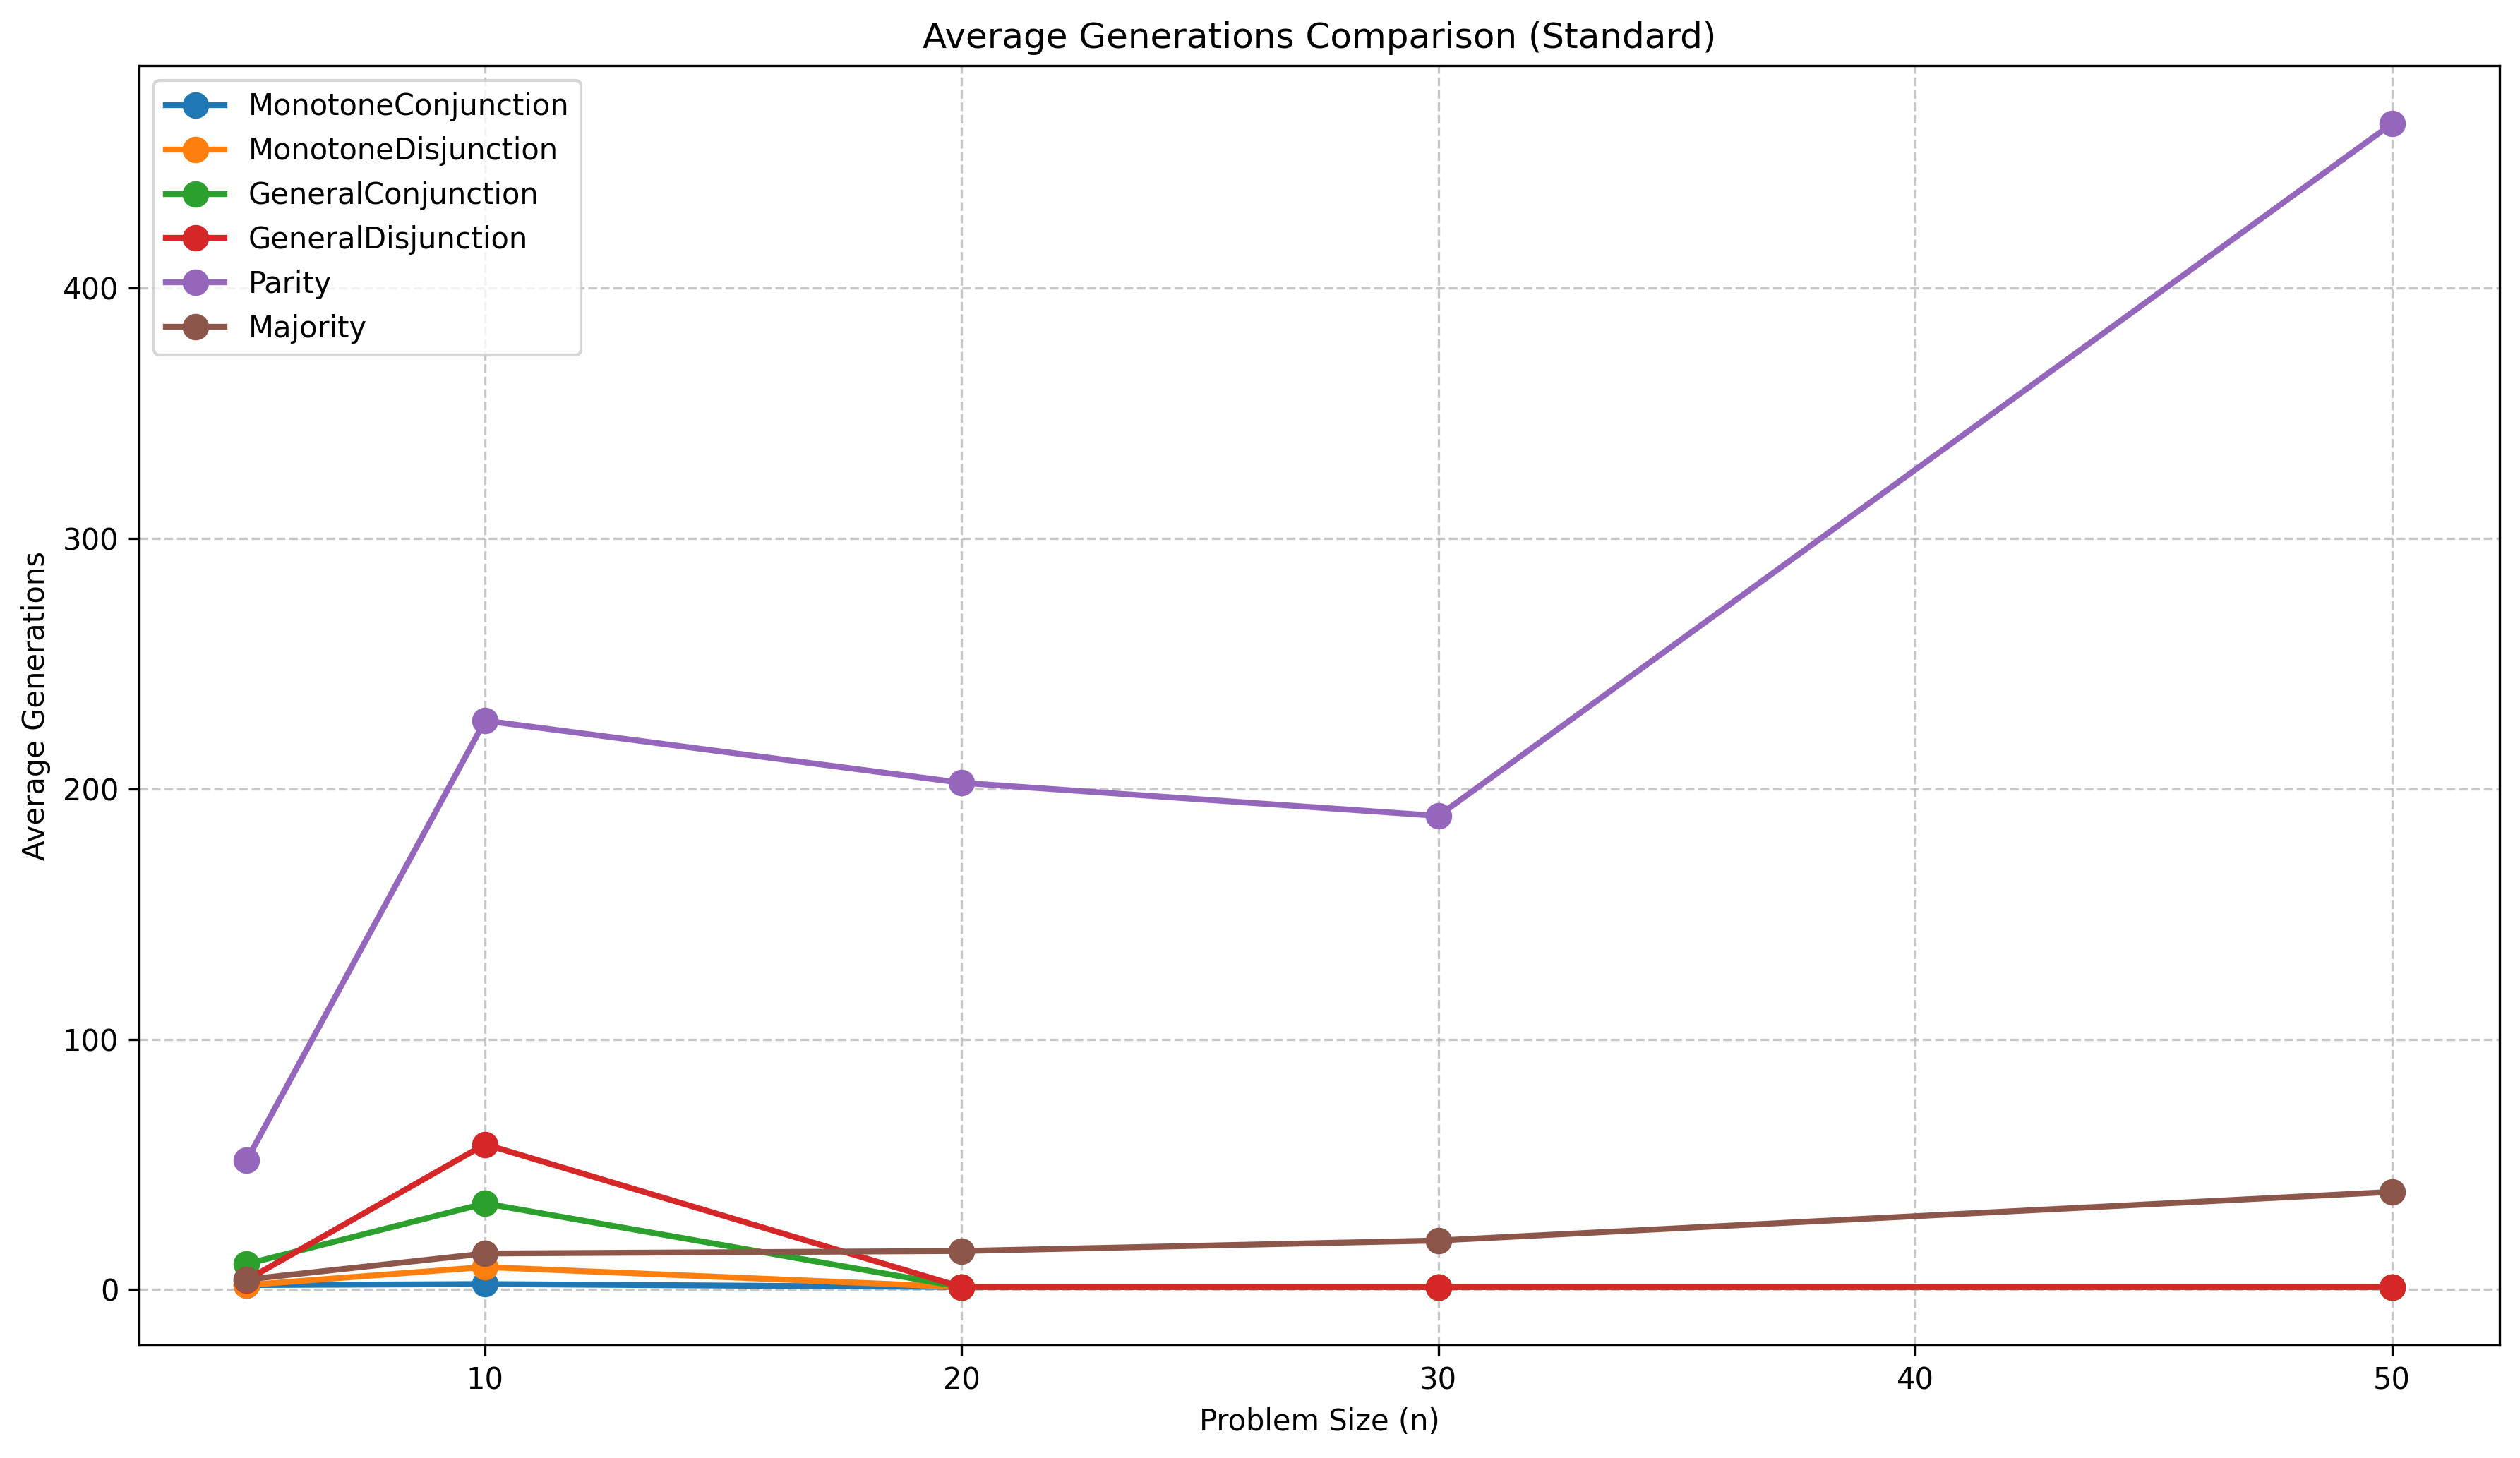 Average Generations Comparison (Standard)
MonotoneConjunction
MonotoneDisjunction
GeneralConjunction
GeneralDisjunction
Parity
Majority
Average Generations
400
300
200
100
0
10
20
30
40
50
Problem Size (n)